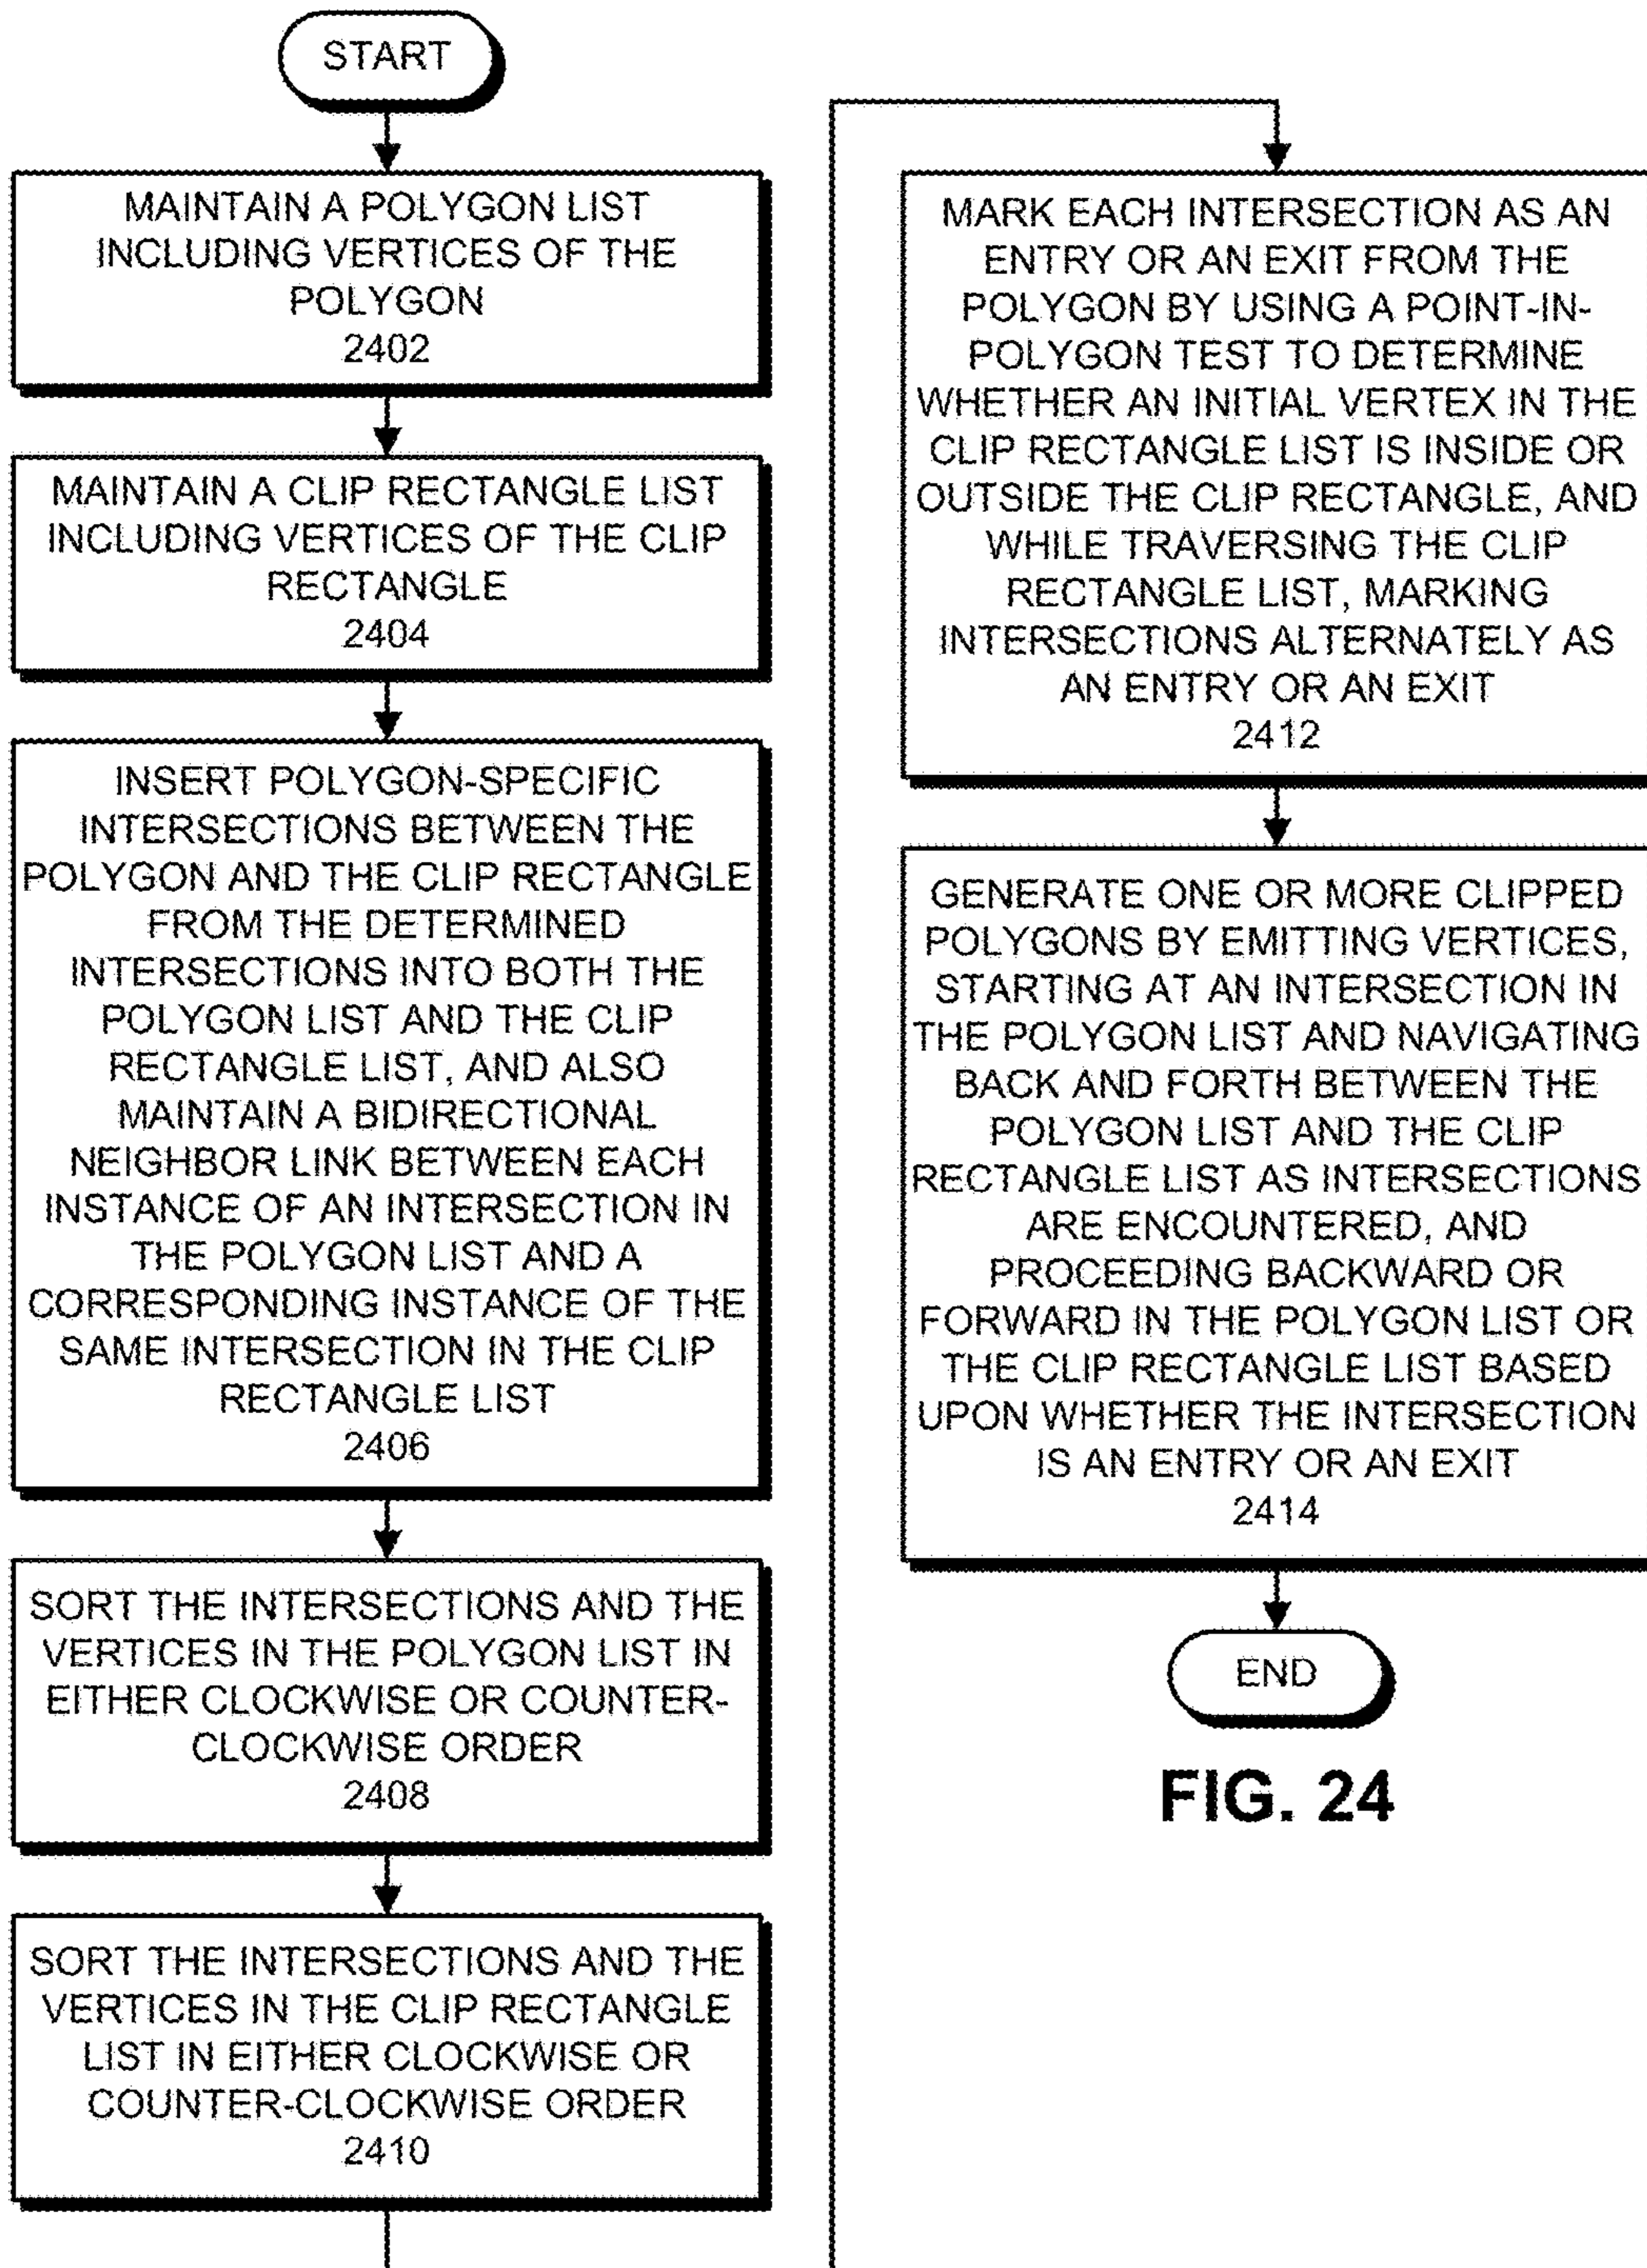 START
MAINTAIN A POLYGON LIST
INCLUDING VERTICES OF THE
POLYGON
2402
MAINTAIN A CLIP RECTANGLE LIST
INCLUDING VERTICES OF THE CLIP
RECTANGLE
2404
INSERT POLYGON-SPECIFIC
INTERSECTIONS BETWEEN THE
POLYGON AND THE CLIP RECTANGLE
FROM THE DETERMINED
INTERSECTIONS INTO BOTH THE
POLYGON LIST AND THE CLIP
RECTANGLE LIST, AND ALSO
MAINTAIN A BIDIRECTIONAL
NEIGHBOR LINK BETWEEN EACH
INSTANCE OF AN INTERSECTION IN
THE POLYGON LIST AND A
CORRESPONDING INSTANCE OF THE
SAME INTERSECTION IN THE CLIP
RECTANGLE LIST
2406
SORT THE INTERSECTIONS AND THE
VERTICES IN THE POLYGON LIST IN
EITHER CLOCKWISE OR COUNTER-
CLOCKWISE ORDER
2408
SORT THE INTERSECTIONS AND THE
VERTICES IN THE CLIP RECTANGLE
LIST IN EITHER CLOCKWISE OR
COUNTER-CLOCKWISE ORDER
2410
MARK EACH INTERSECTION AS AN
ENTRY OR AN EXIT FROM THE
POLYGON BY USING A POINT-IN-
POLYGON TEST TO DETERMINE
WHETHER AN INITIAL VERTEX IN THE
CLIP RECTANGLE LIST IS INSIDE OR
OUTSIDE THE CLIP RECTANGLE, AND
WHILE TRAVERSING THE CLIP
RECTANGLE LIST, MARKING
INTERSECTIONS ALTERNATELY AS
AN ENTRY OR AN EXIT
2412
GENERATE ONE OR MORE CLIPPED
POLYGONS BY EMITTING VERTICES,
STARTING AT AN INTERSECTION IN
THE POLYGON LIST AND NAVIGATING
BACK AND FORTH BETWEEN THE
POLYGON LIST AND THE CLIP
RECTANGLE LIST AS INTERSECTIONS
ARE ENCOUNTERED, AND
PROCEEDING BACKWARD OR
FORWARD IN THE POLYGON LIST OR
THE CLIP RECTANGLE LIST BASED
UPON WHETHER THE INTERSECTION
IS AN ENTRY OR AN EXIT
2414
END
FIG. 24